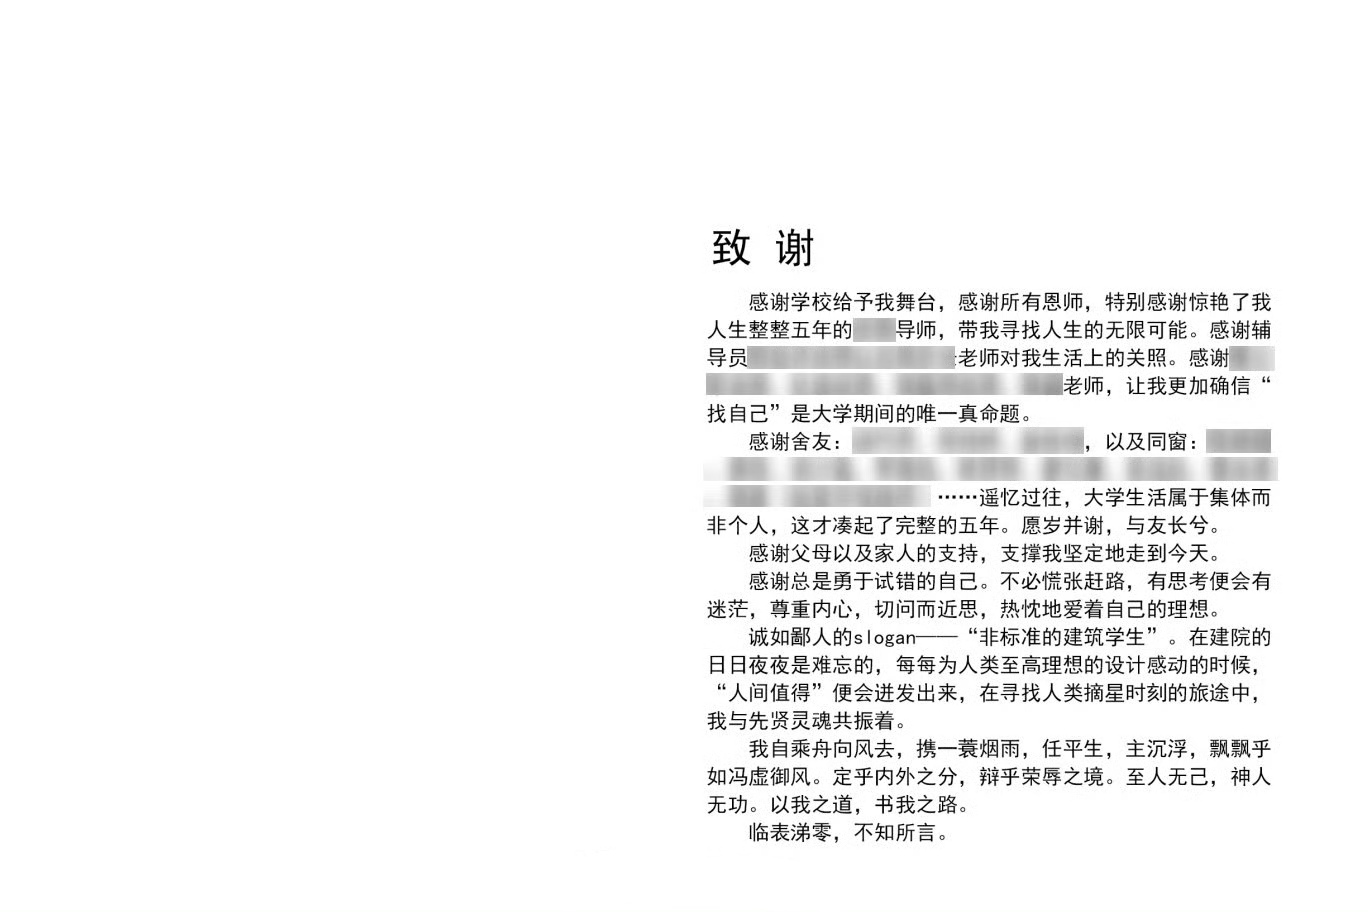 致 谢
感谢学校给予我舞台，感谢所有恩师，特别感谢惊艳了我
人生整整五年的导师，带我寻找人生的无限可能。感谢辅
导员老师对我生活上的关照。感谢
老师，让我更加确信“
找自己”是大学期间的唯一真命题。
感谢舍友：，以及同窗：
……遥忆过往，大学生活属于集体而
非个人，这才凑起了完整的五年。愿岁并谢，与友长兮。
感谢父母以及家人的支持，支撑我坚定地走到今天。
感谢总是勇于试错的自己。不必慌张赶路，有思考便会有
迷茫，尊重内心，切问而近思，热忱地爱着自己的理想。
诚如鄙人的slogan——“非标准的建筑学生”。在建院的
日日夜夜是难忘的，每每为人类至高理想的设计感动的时候，
“人间值得”便会迸发出来，在寻找人类摘星时刻的旅途中，
我与先贤灵魂共振着。
我自乘舟向风去，携一蓑烟雨，任平生，主沉浮，飘飘乎
如冯虚御风。定乎内外之分，辩乎荣辱之境。至人无己，神人
无功。以我之道，书我之路。
临表涕零，不知所言。